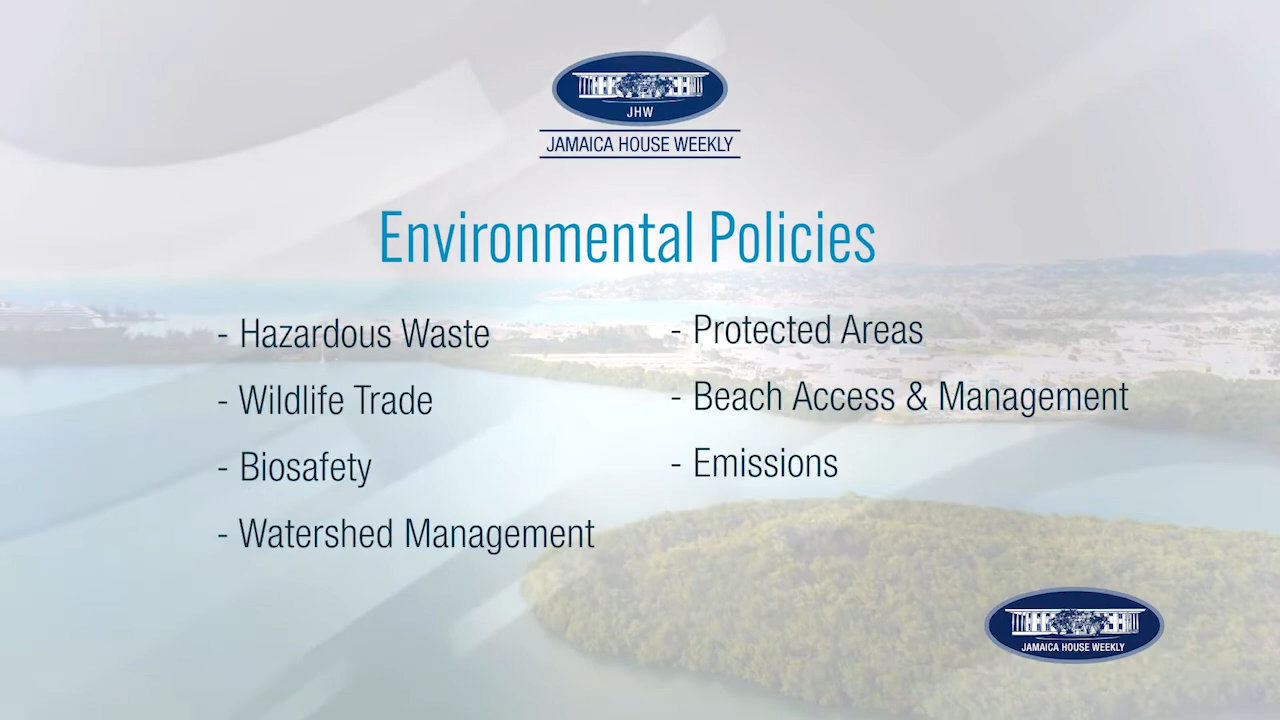 JHW
JAMAICA HOUSE WEEKLY
Environmental Policies
- Hazardous Waste
- Wildlife Trade
- Biosafety
- Watershed Management
- Protected Areas
- Beach Access & Management
- Emissions
JAMAICA HOUSE WEEKLY